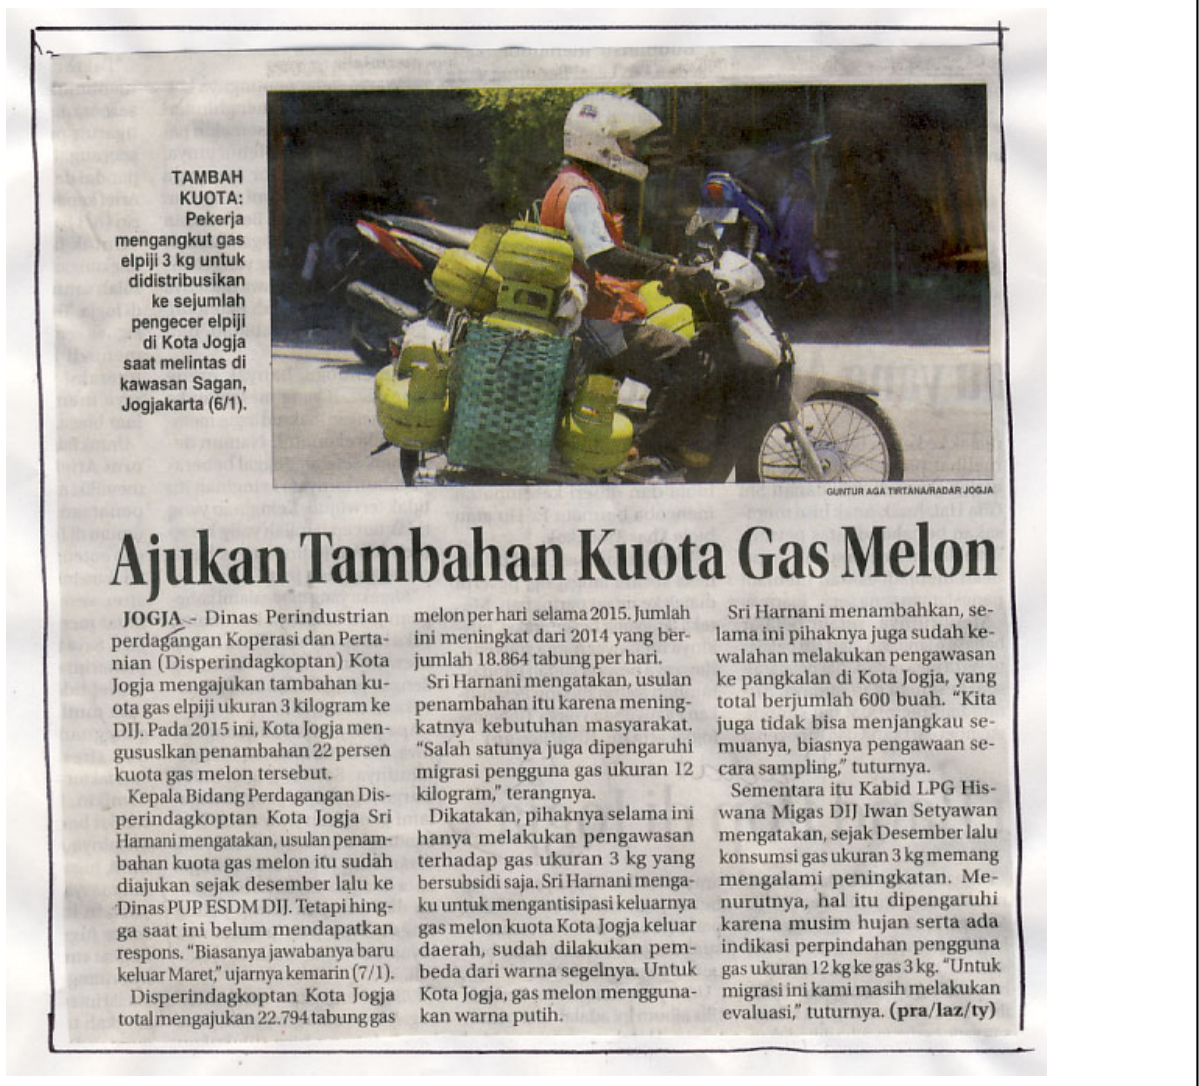 TAMBAH
KUOTA:
Pekerja
mengangkut gas
elpiji 3 kg untuk
didistribusikan
ke sejumlah
pengecer elpiji
di Kota Jogja
saat melintas di
kawasan Sagan,
Jogjakarta (6/1).
GUNTUR AGA TIRTANA/RADAR JOGJA
Ajukan Tambahan Kuota Gas Melon
JOGJA - Dinas Perindustrian
perdagangan Koperasi dan Perta-
nian (Disperindagkoptan) Kota
Jogja mengajukan tambahan ku-
ota gas elpiji ukuran 3 kilogram ke
DIJ. Pada 2015 ini, Kota Jogja men-
gususlkan penambahan 22 persen
kuota gas melon tersebut.
Kepala Bidang Perdagangan Dis-
perindagkoptan Kota Jogja Sri
Harnani mengatakan, usulan penam-
bahan kuota gas melon itu sudah
diajukan sejak desember lalu ke
Dinas PUP ESDM DIJ. Tetapi hing-
ga saat ini belum mendapatkan
respons. “Biasanya jawabanya baru
keluar Maret,” ujarnya kemarin (7/1).
Disperindagkoptan Kota Jogja
total mengajukan 22.794 tabung gas
melon per hari selama 2015. Jumlah
ini meningkat dari 2014 yang ber-
jumlah 18.864 tabung per hari.
Sri Harnani mengatakan, usulan
penambahan itu karena mening-
katnya kebutuhan masyarakat.
“Salah satunya juga dipengaruhi
migrasi pengguna gas ukuran 12
kilogram,” terangnya.
Dikatakan, pihaknya selama ini
hanya melakukan pengawasan
terhadap gas ukuran 3 kg yang
bersubsidi saja. Sri Harnani menga-
ku untuk mengantisipasi keluarnya
gas melon kuota Kota Jogja keluar
daerah, sudah dilakukan pem-
beda dari warna segelnya. Untuk
Kota Jogja, gas melon mengguna-
kan warna putih.
Sri Harnani menambahkan, se-
lama ini pihaknya juga sudah ke-
walahan melakukan pengawasan
ke pangkalan di Kota Jogja, yang
total berjumlah 600 buah. “Kita
juga tidak bisa menjangkau se-
muanya, biasnya pengawaan se-
cara sampling,” tuturnya.
Sementara itu Kabid LPG His-
wana Migas DIJ Iwan Setyawan
mengatakan, sejak Desember lalu
konsumsi gas ukuran 3 kg memang
mengalami peningkatan. Me-
nurutnya, hal itu dipengaruhi
karena musim hujan serta ada
indikasi perpindahan pengguna
gas ukuran 12 kg ke gas 3 kg. “Untuk
migrasi ini kami masih melakukan
evaluasi,” tuturnya. (pra/laz/ty)